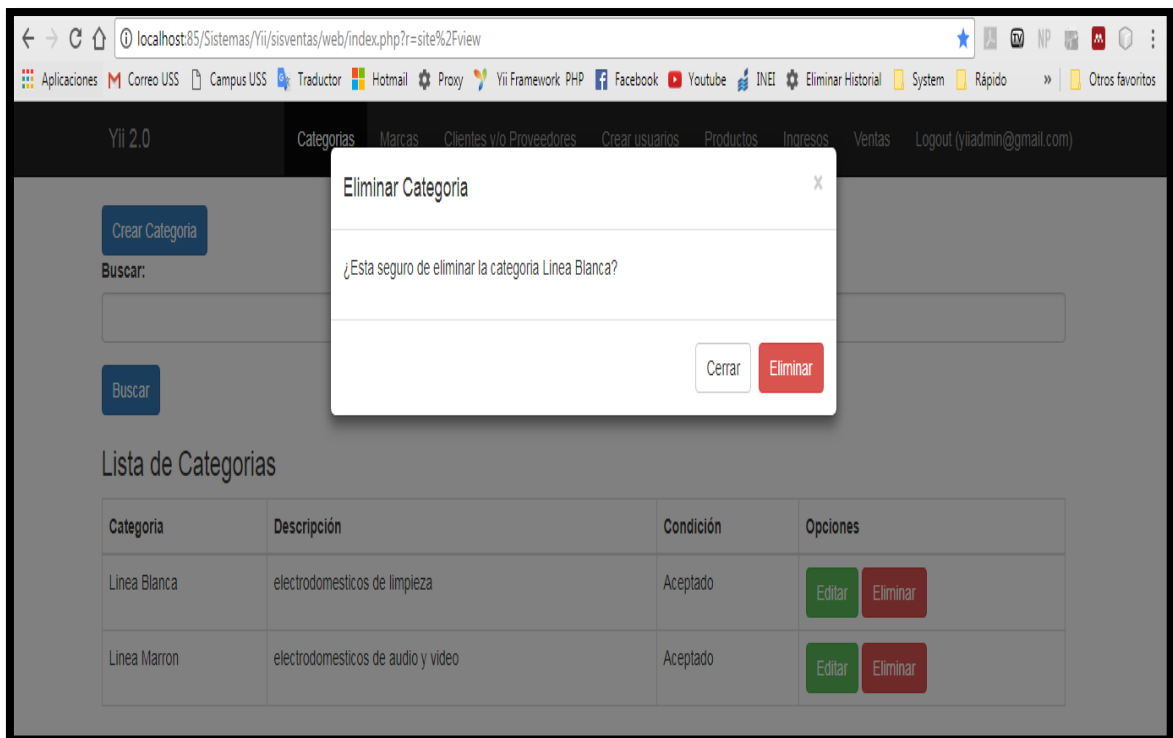 localhost:85/Sistemas/Yii/sisventas/web/index.php?r=site%2Fview
Aplicaciones Correo USS Campus USS Traductor Hotmail Proxy Yii Framework PHP Facebook Youtube INEI Eliminar Historial System Rápido » Otros favoritos
Yii 2.0 Categorias Marcas Clientes y/o Proveedores Crear usuarios Productos Ingresos Ventas Logout (yiiadmin@gmail.com)
Eliminar Categoria x
¿Esta seguro de eliminar la categoria Linea Blanca?
Cerrar Eliminar
Crear Categoria
Buscar:
Buscar
Lista de Categorias
Categoria Descripción Condición Opciones
Linea Blanca electrodomesticos de limpieza Aceptado Editar Eliminar
Linea Marron electrodomesticos de audio y video Aceptado Editar Eliminar